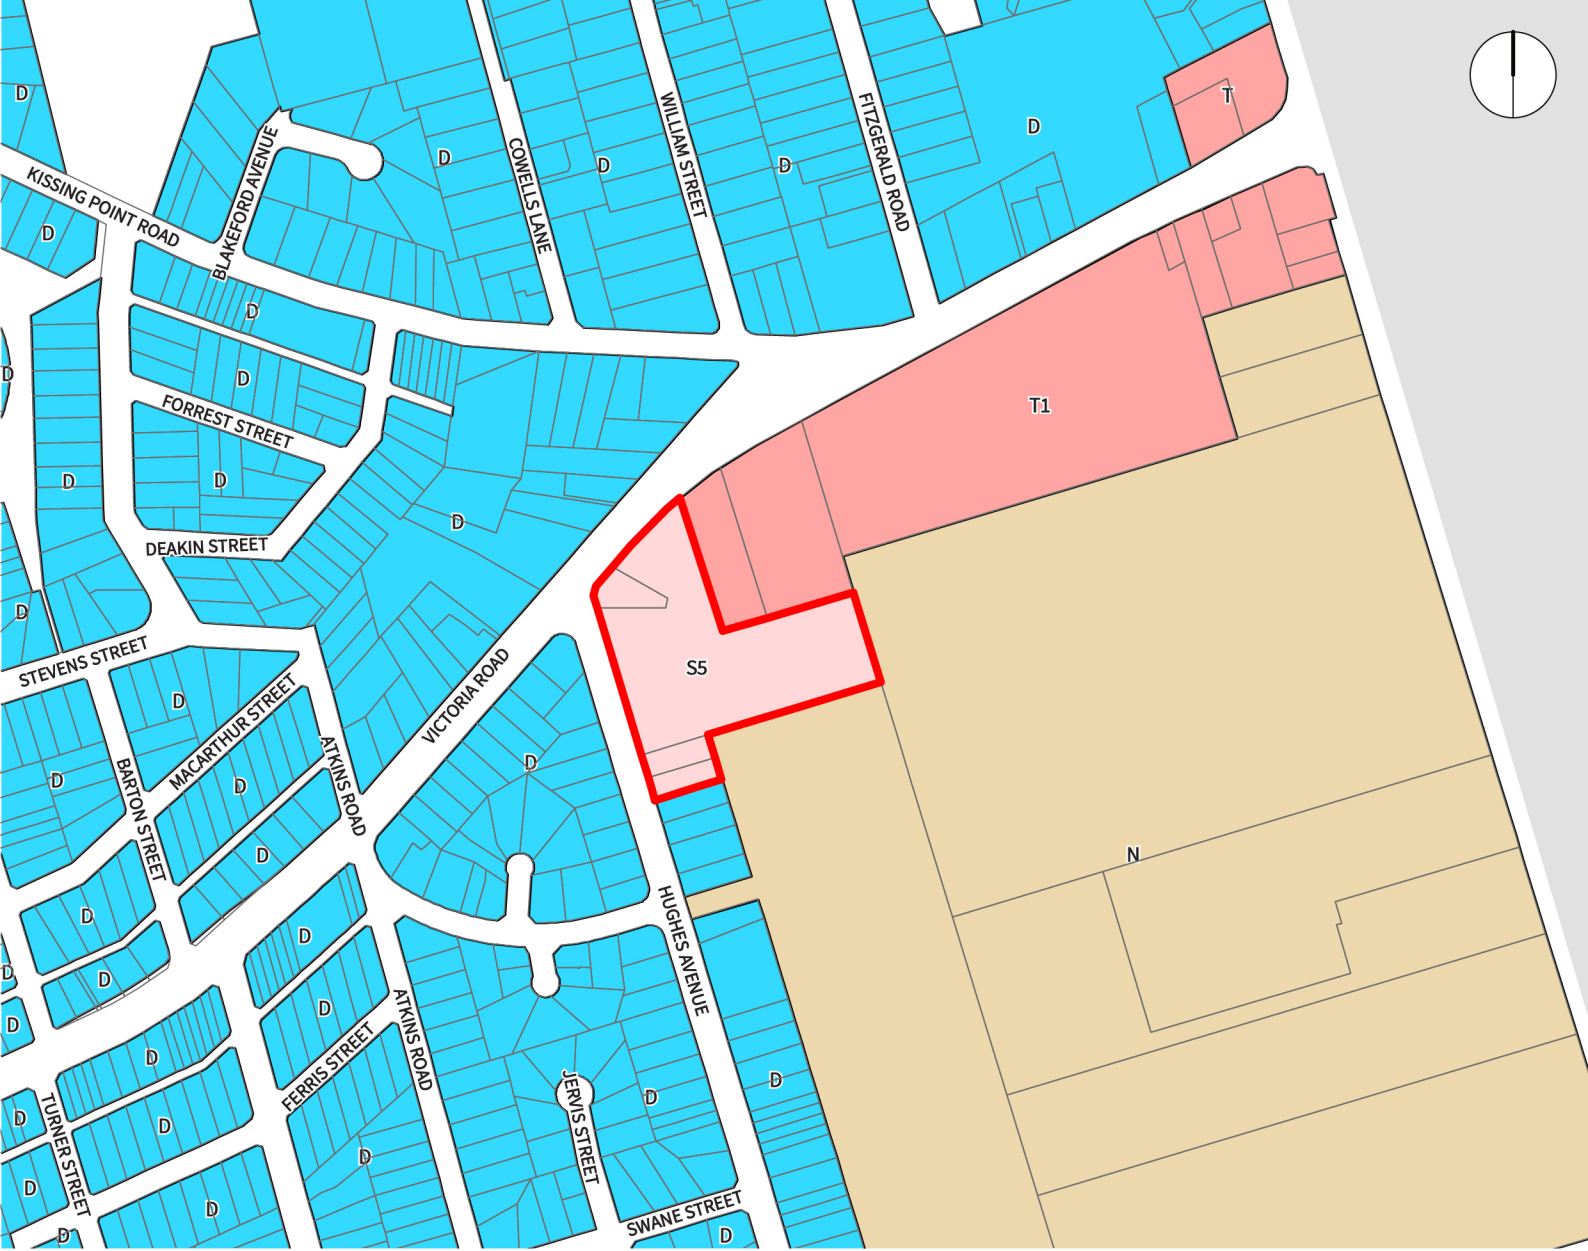 D
T
D
KISSING POINT ROAD
BLAKEFORD AVENUE
D
COWELLS LANE
D
WILLIAM STREET
D
FITZGERALD ROAD
D
D
D
D
FORREST STREET
T1
D
D
DEAKIN STREET
D
D
STEVENS STREET
S5
D
MACARTHUR STREET
VICTORIA ROAD
D
BARTON STREET
D
ATKINS ROAD
D
D
N
D
D
HUGHES AVENUE
D
D
D
D
ATKINS ROAD
D
FERRIS STREET
D
JERVIS STREET
D
D
D
TURNER STREET
D
D
D
D
SWANE STREET
D
D